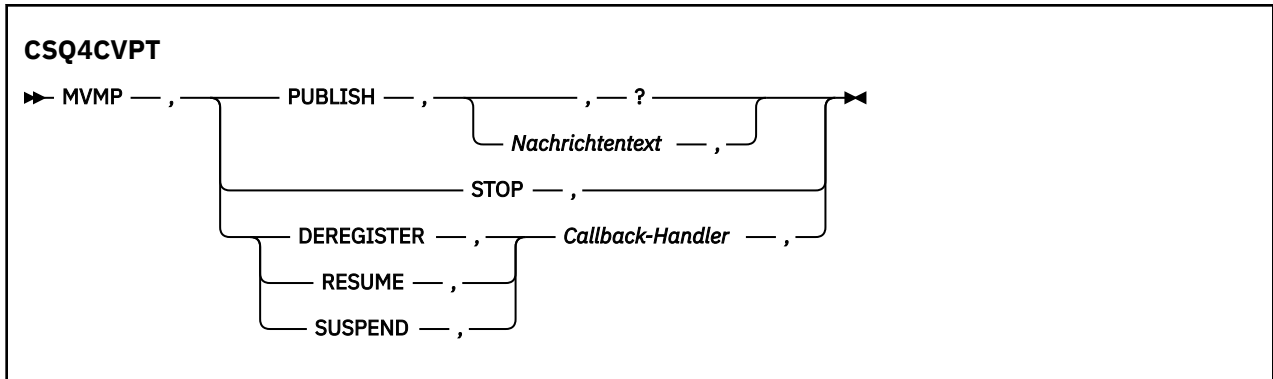 CSQ4CVPT
MVMP , PUBLISH , , ?
Nachrichtentext ,
STOP ,
DEREGISTER , Callback-Handler ,
RESUME ,
SUSPEND ,